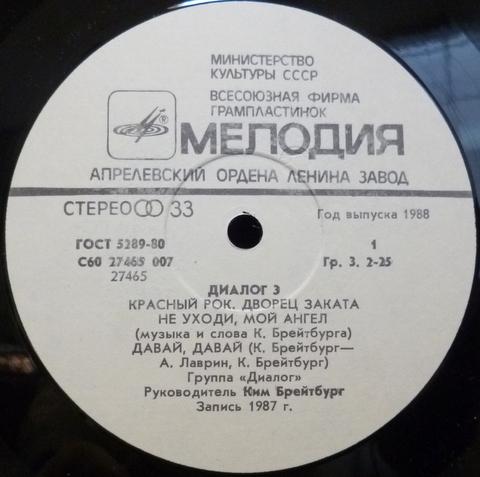 МИНИСТЕРСТВО
КУЛЬТУРЫ СССР
ВСЕСОЮЗНАЯ ФИРМА
ГРАМПЛАСТИНОК
® МЕЛОДИЯ
АПРЕЛЕВСКИЙ ОРДЕНА ЛЕНИНА ЗАВОД
СТЕРЕО 33
Год выпуска 1988
ГОСТ 5289-80
1
С60 27465 007
Гр. 3. 2-25
27465
ДИАЛОГ 3
КРАСНЫЙ РОК. ДВОРЕЦ ЗАКАТА
НЕ УХОДИ, МОЙ АНГЕЛ
(музыка и слова К. Брейтбурга)
ДАВАЙ, ДАВАЙ (К. Брейтбург—
А. Лаврин, К. Брейтбург)
Группа «Диалог»
Руководитель Ким Брейтбург
Запись 1987 г.